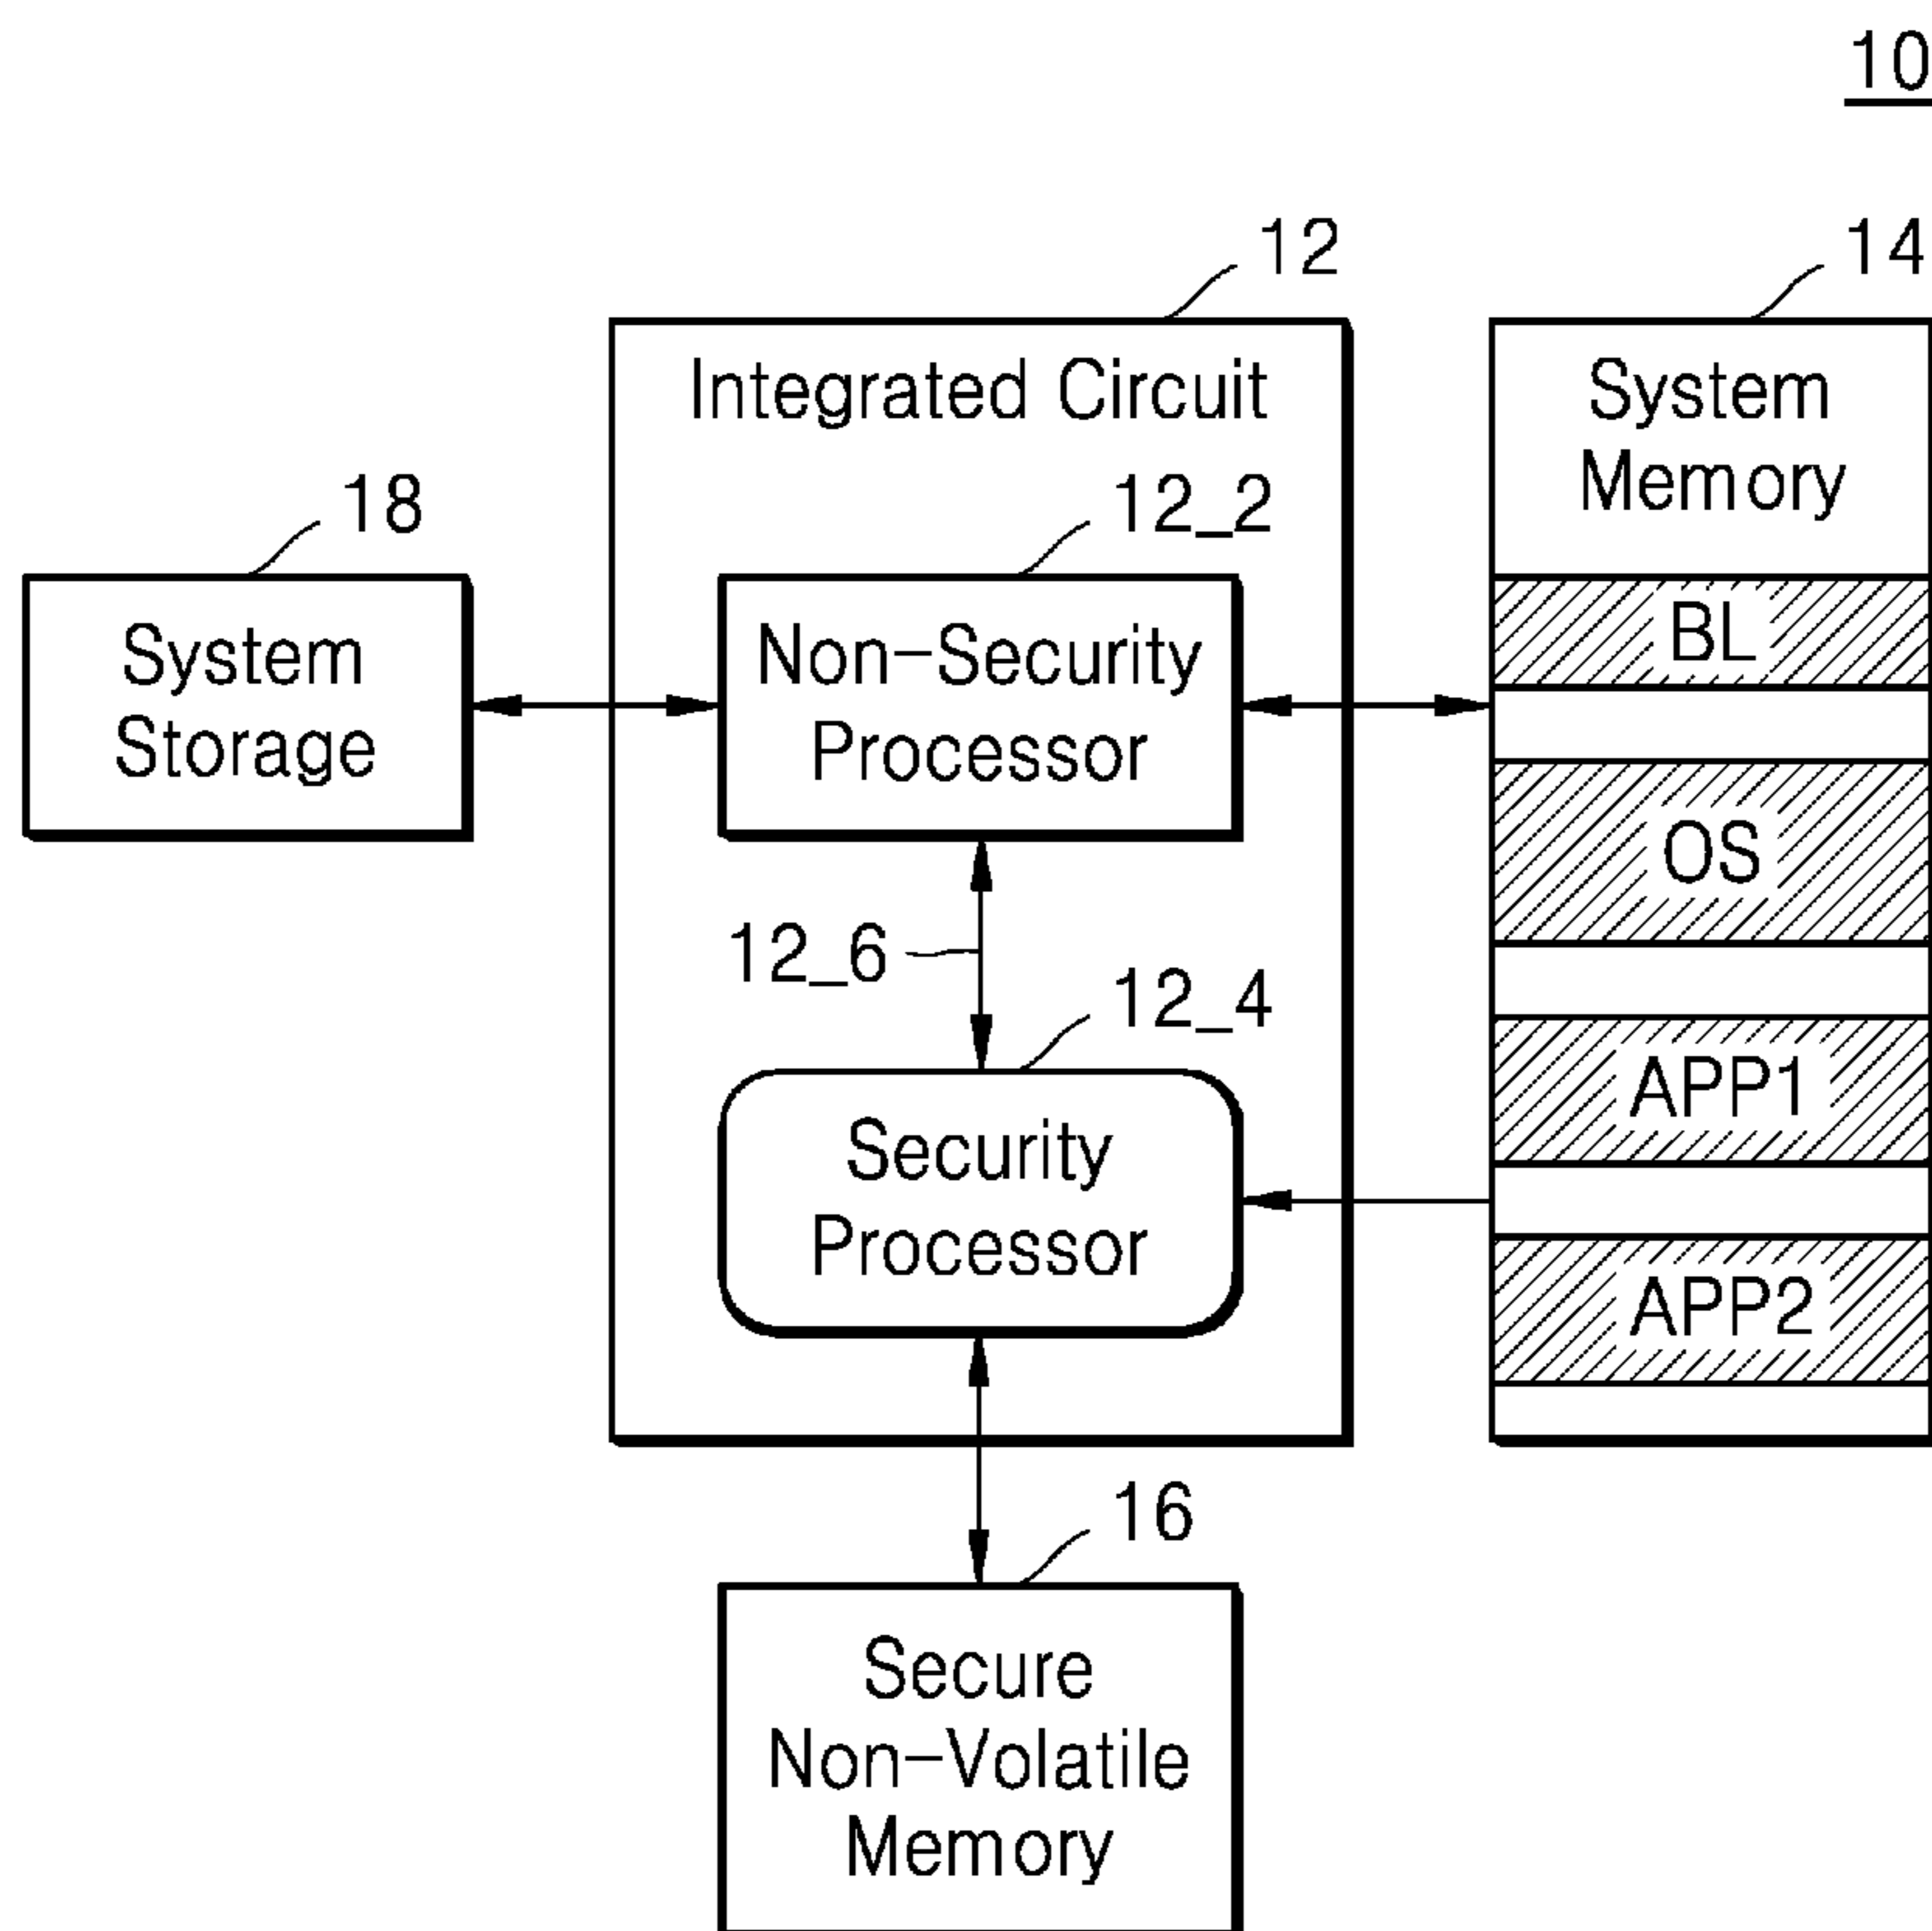 10
12
14
Integrated Circuit
System
Memory
18
12_2
System
Storage
Non-Security
Processor
BL
OS
12_6
12_4
APP1
Security
Processor
APP2
16
Secure
Non-Volatile
Memory